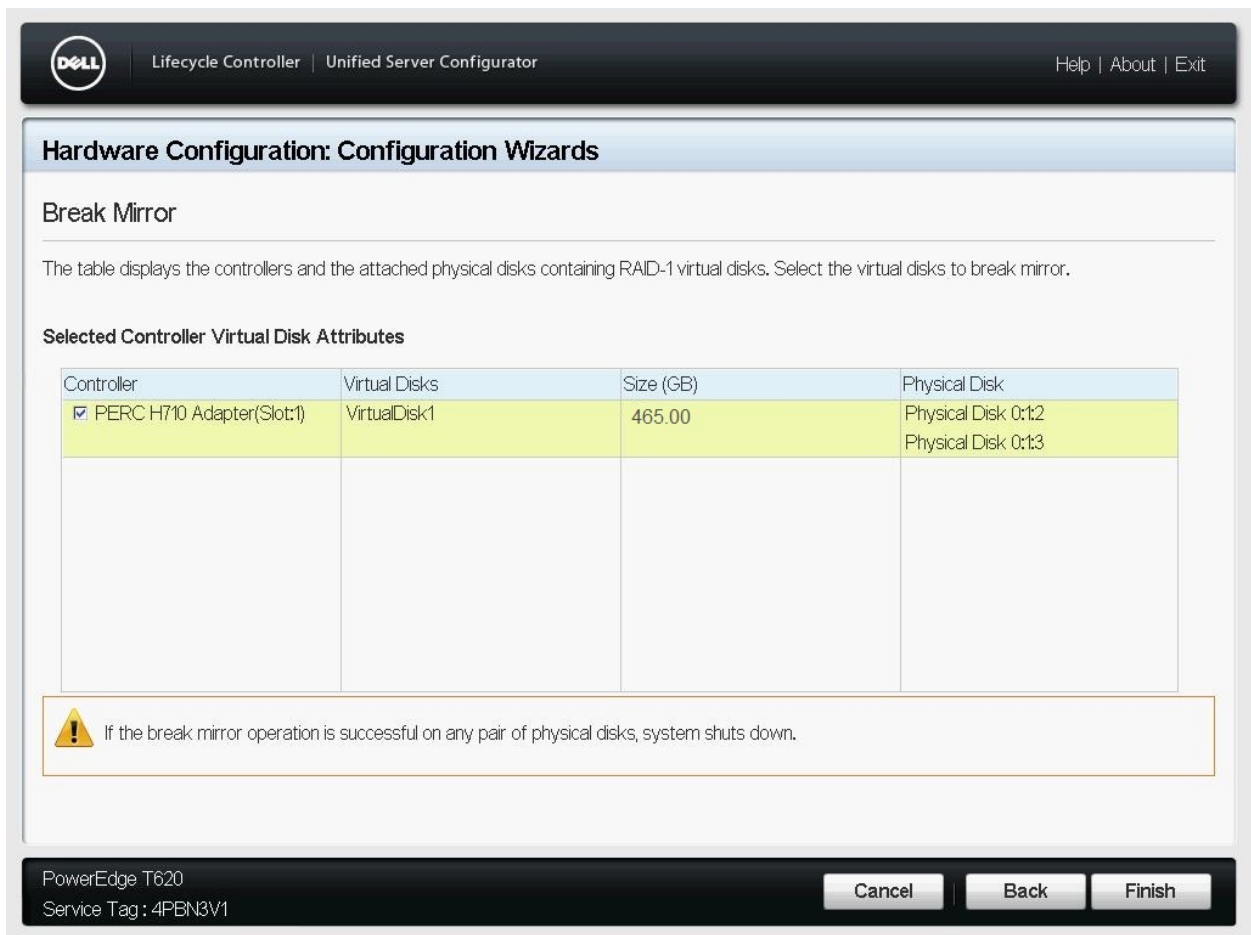 DELL
Lifecycle Controller | Unified Server Configurator
Help | About | Exit
Hardware Configuration: Configuration Wizards
Break Mirror
The table displays the controllers and the attached physical disks containing RAID-1 virtual disks. Select the virtual disks to break mirror.
Selected Controller Virtual Disk Attributes
Controller Virtual Disks Size (GB) Physical Disk
PERC H710 Adapter(Slot:1) VirtualDisk1 465.00 Physical Disk 0:1:2
Physical Disk 0:1:3
If the break mirror operation is successful on any pair of physical disks, system shuts down.
PowerEdge T620
Service Tag : 4PBN3V1
Cancel | Back Finish